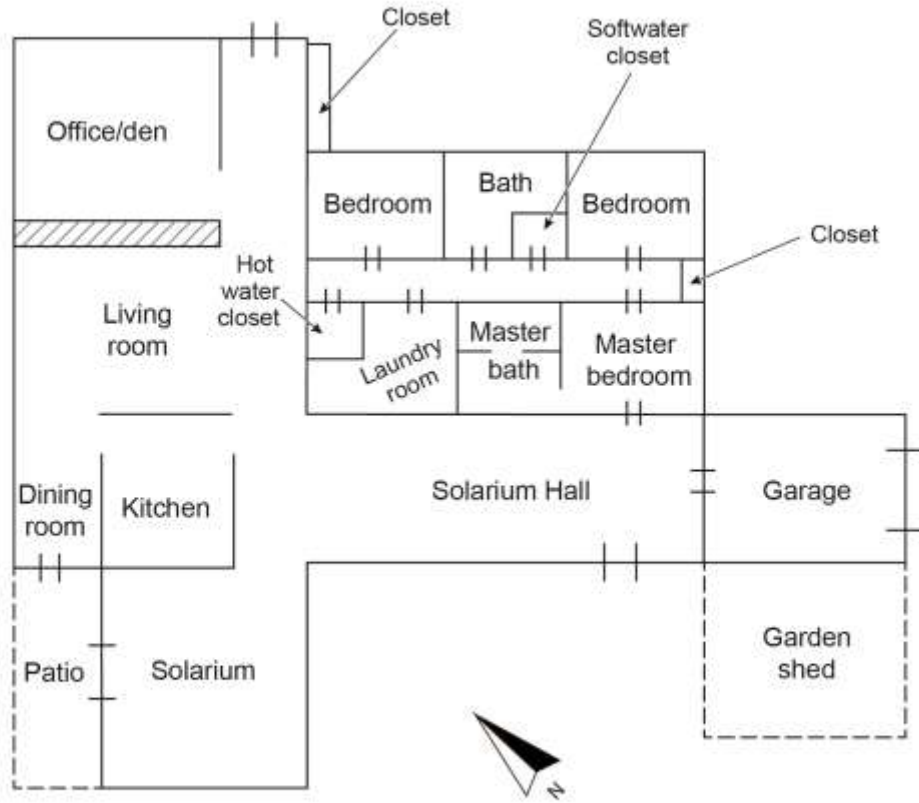 Closet
Softwater
closet
Office/den
Bedroom
Bath
Bedroom
Closet
Hot
water
closet
Living
room
Laundry
room
Master
bath
Master
bedroom
Dining
room
Kitchen
Solarium Hall
Garage
Patio
Solarium
Garden
shed
N